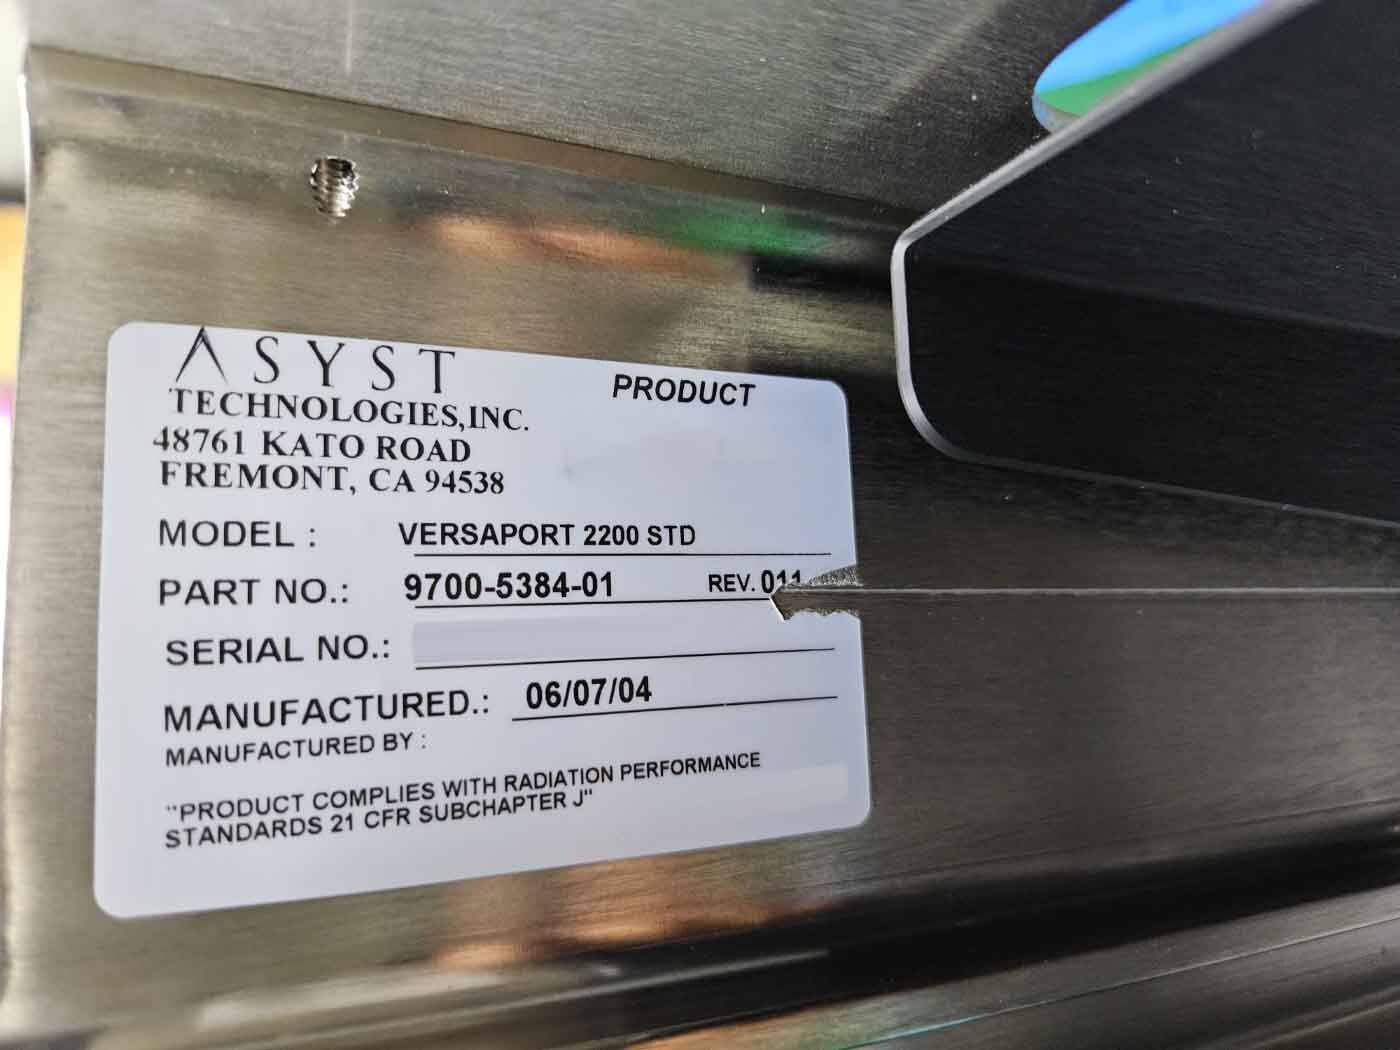 ASYST
TECHNOLOGIES,INC.
48761 KATO ROAD
FREMONT, CA 94538
PRODUCT
MODEL : VERSAPORT 2200 STD
PART NO.: 9700-5384-01 REV. 011
SERIAL NO.:
MANUFACTURED.: 06/07/04
MANUFACTURED BY :
"PRODUCT COMPLIES WITH RADIATION PERFORMANCE
STANDARDS 21 CFR SUBCHAPTER J"